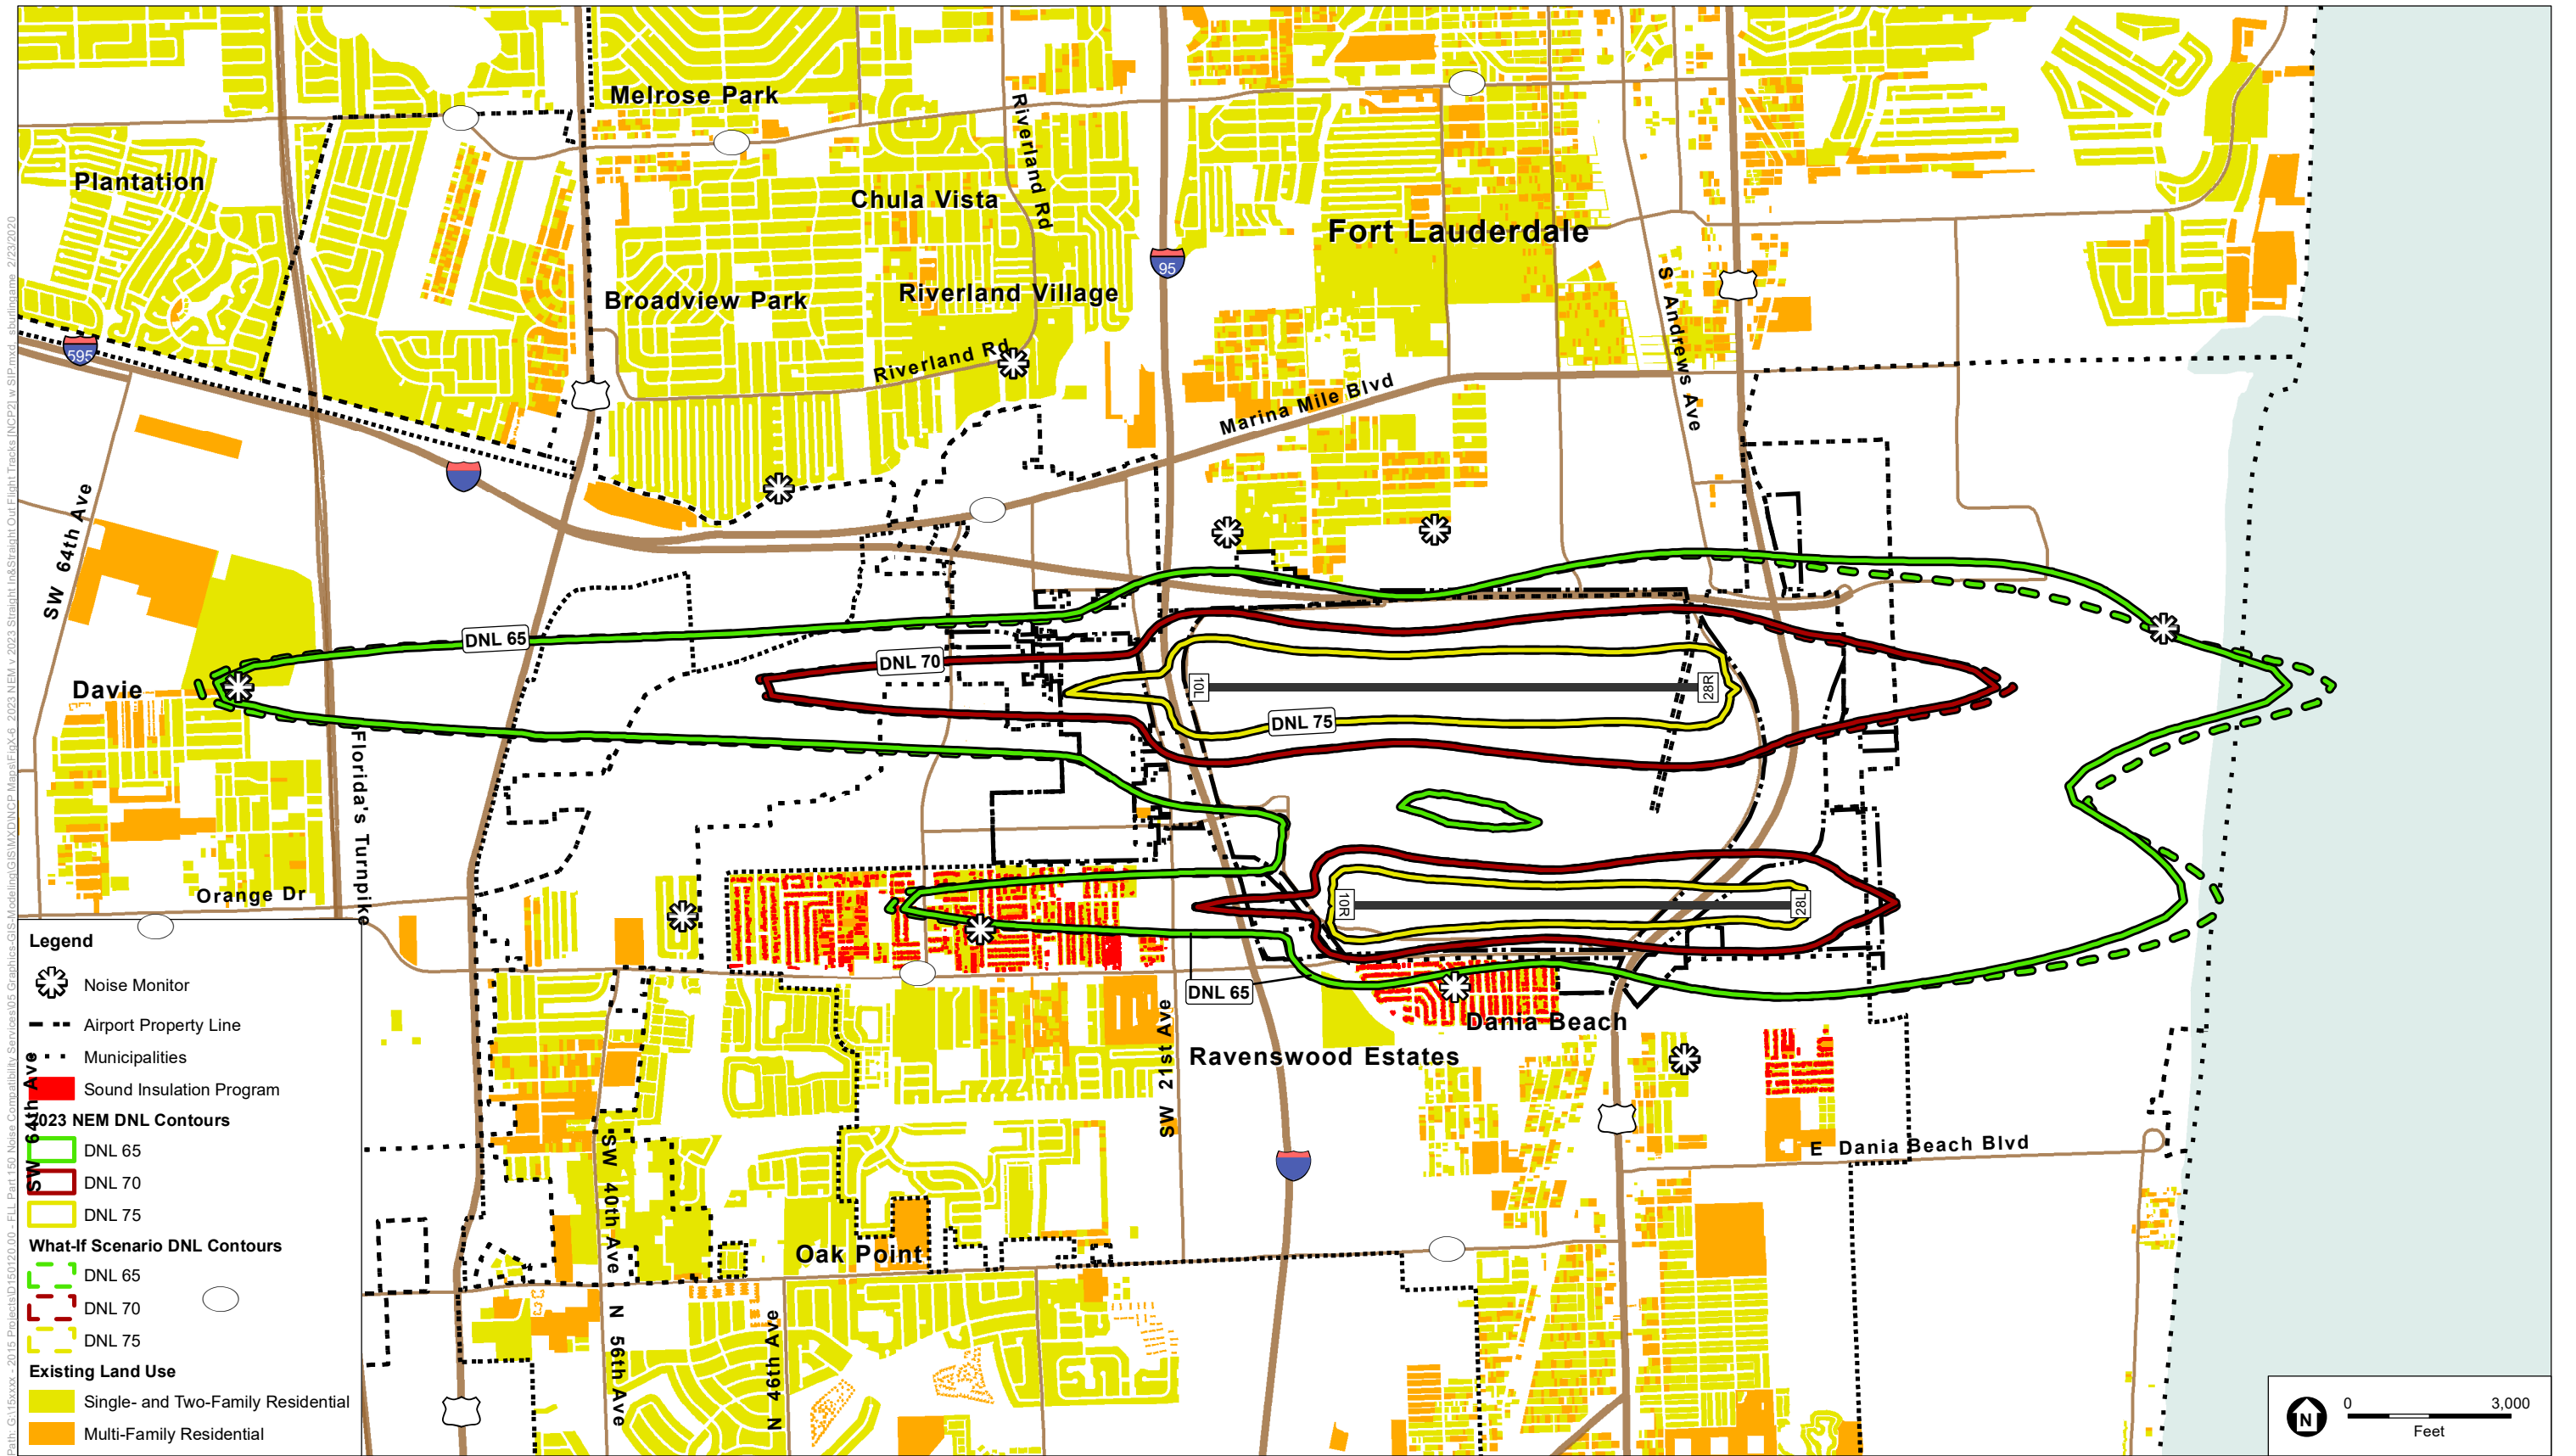 Melrose Park
Plantation
Riverland Rd
Chula Vista
Fort Lauderdale
95
S Andrews Ave
Riverland Village
Broadview Park
595
Riverland Rd
Marina Mile Blvd
SW 64th Ave
DNL 65
DNL 70
Davie
10L
28R
DNL 75
Florida's Turnpike
Orange Dr
10R
28L
DNL 65
Dania Beach
Ravenswood Estates
SW 21st Ave
E Dania Beach Blvd
SW 40th Ave
Oak Point
N 56th Ave
N 46th Ave
SW 64th Ave
Legend
Noise Monitor
Airport Property Line
Municipalities
Sound Insulation Program
2023 NEM DNL Contours
DNL 65
DNL 70
DNL 75
What-If Scenario DNL Contours
DNL 65
DNL 70
DNL 75
Existing Land Use
Single- and Two-Family Residential
Multi-Family Residential
N
0 3,000
Feet